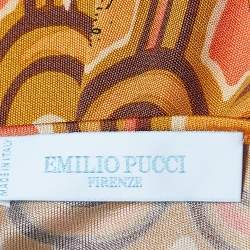 EMILIO PUCCI
FIRENZE
MADE IN ITALY